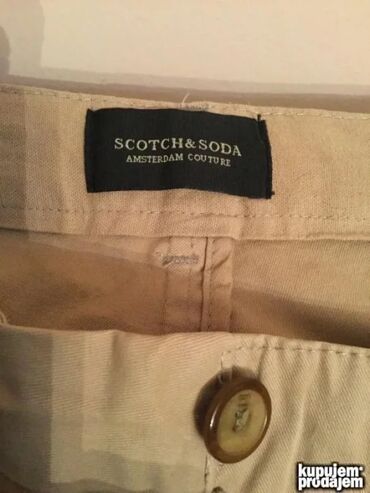 SCOTCH & SODA
AMSTERDAM COUTURE
kupujem
prodajem